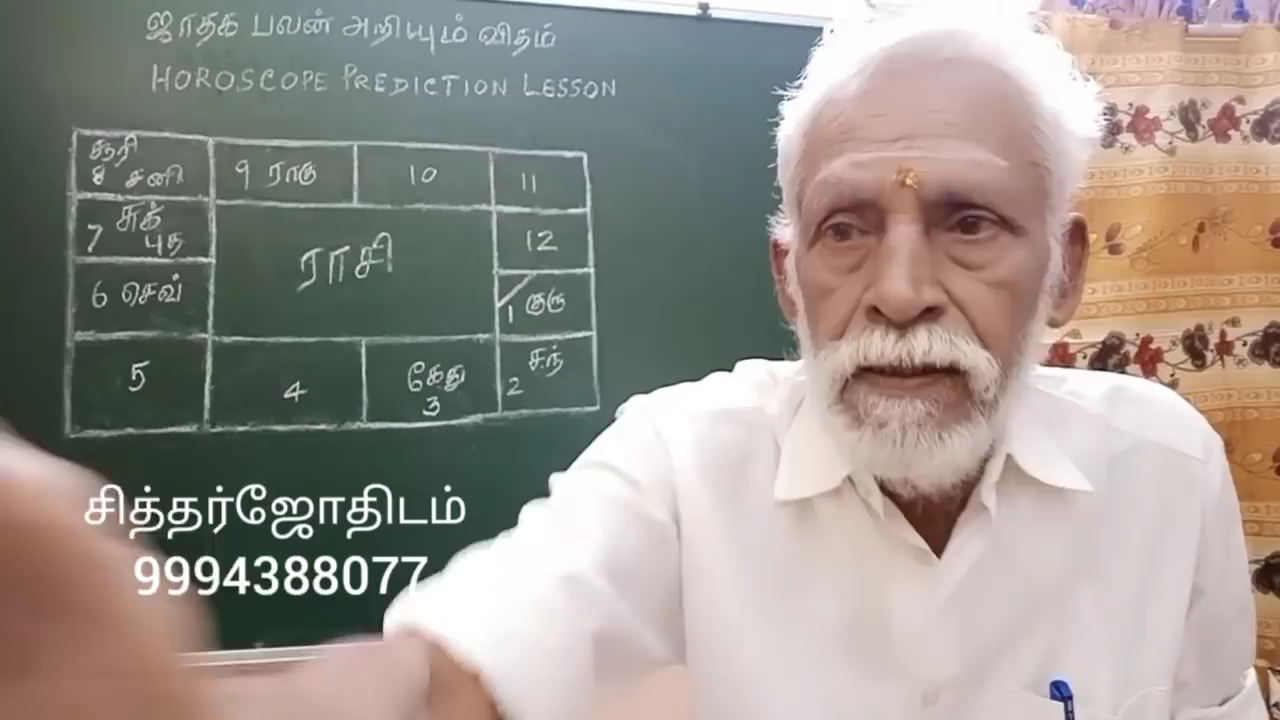 ஜாதக பலன் அறியும் விதம்
HOROSCOPE PREDICTION LESSON
சூரி
8 சனி
9 ராகு
10
11
7 சுக்
புத
12
ராசி
6 செவ்
1 குரு
5
4
கேது
3
சந்
2
சித்தர்ஜோதிடம்
9994388077